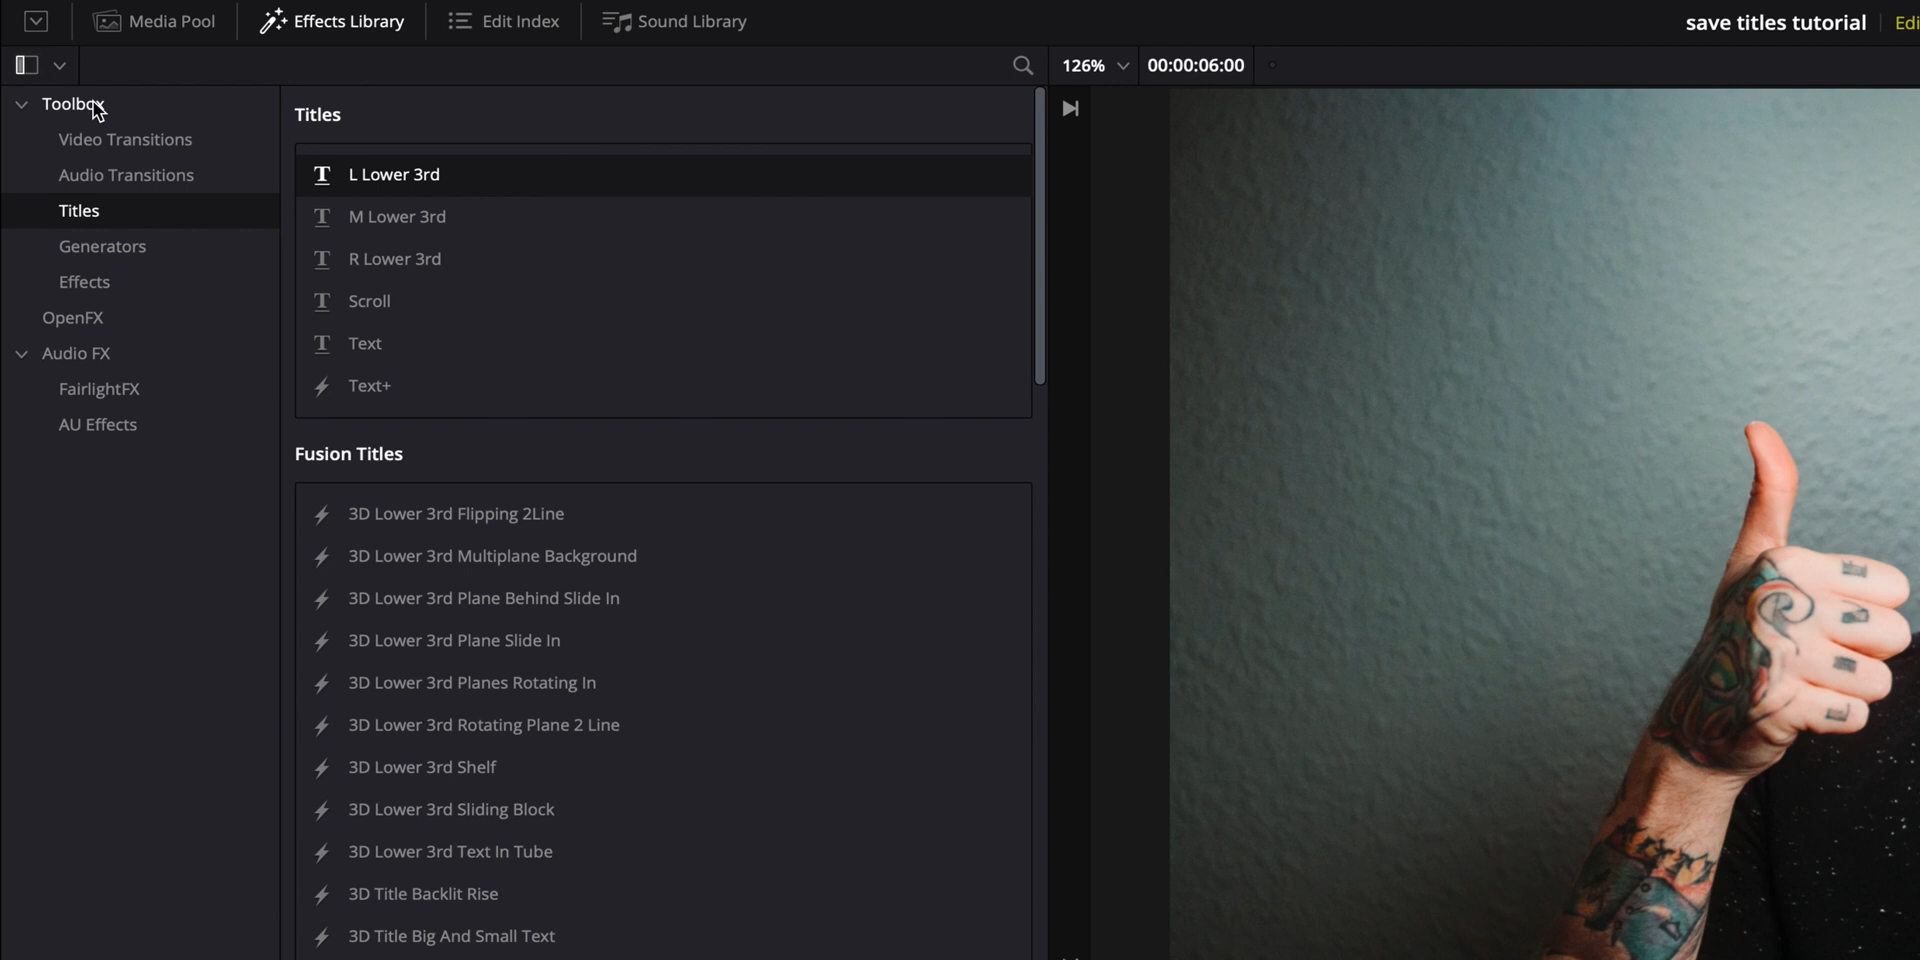 Media Pool
Effects Library
Edit Index
Sound Library
save titles tutorial
Edi
126%
00:00:06:00
Toolbox
Video Transitions
Audio Transitions
Titles
Generators
Effects
OpenFX
Audio FX
FairlightFX
AU Effects
Titles
L Lower 3rd
M Lower 3rd
R Lower 3rd
Scroll
Text
Text+
Fusion Titles
3D Lower 3rd Flipping 2Line
3D Lower 3rd Multiplane Background
3D Lower 3rd Plane Behind Slide In
3D Lower 3rd Plane Slide In
3D Lower 3rd Planes Rotating In
3D Lower 3rd Rotating Plane 2 Line
3D Lower 3rd Shelf
3D Lower 3rd Sliding Block
3D Lower 3rd Text In Tube
3D Title Backlit Rise
3D Title Big And Small Text